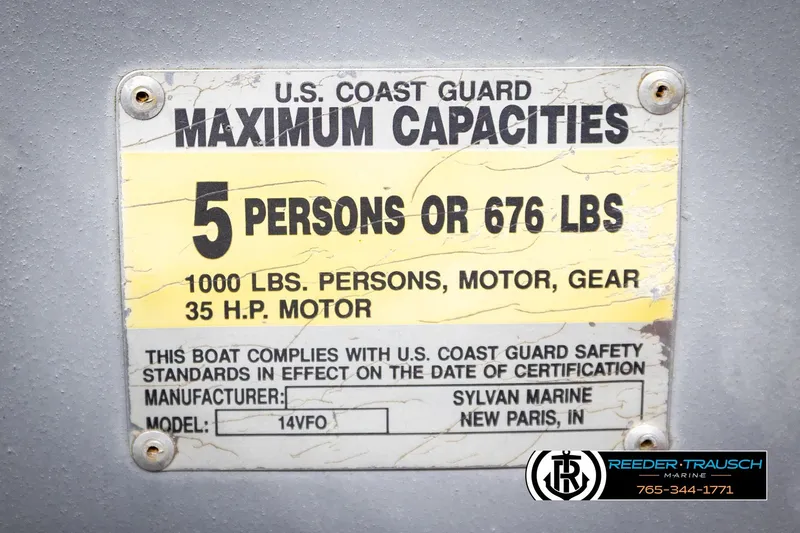 U.S. COAST GUARD
MAXIMUM CAPACITIES
5 PERSONS OR 676 LBS
1000 LBS. PERSONS, MOTOR, GEAR
35 H.P. MOTOR
THIS BOAT COMPLIES WITH U.S. COAST GUARD SAFETY
STANDARDS IN EFFECT ON THE DATE OF CERTIFICATION
MANUFACTURER: SYLVAN MARINE
MODEL: 14VFO NEW PARIS, IN
RT REEDER·TRAUSCH
MARINE
765-344-1771